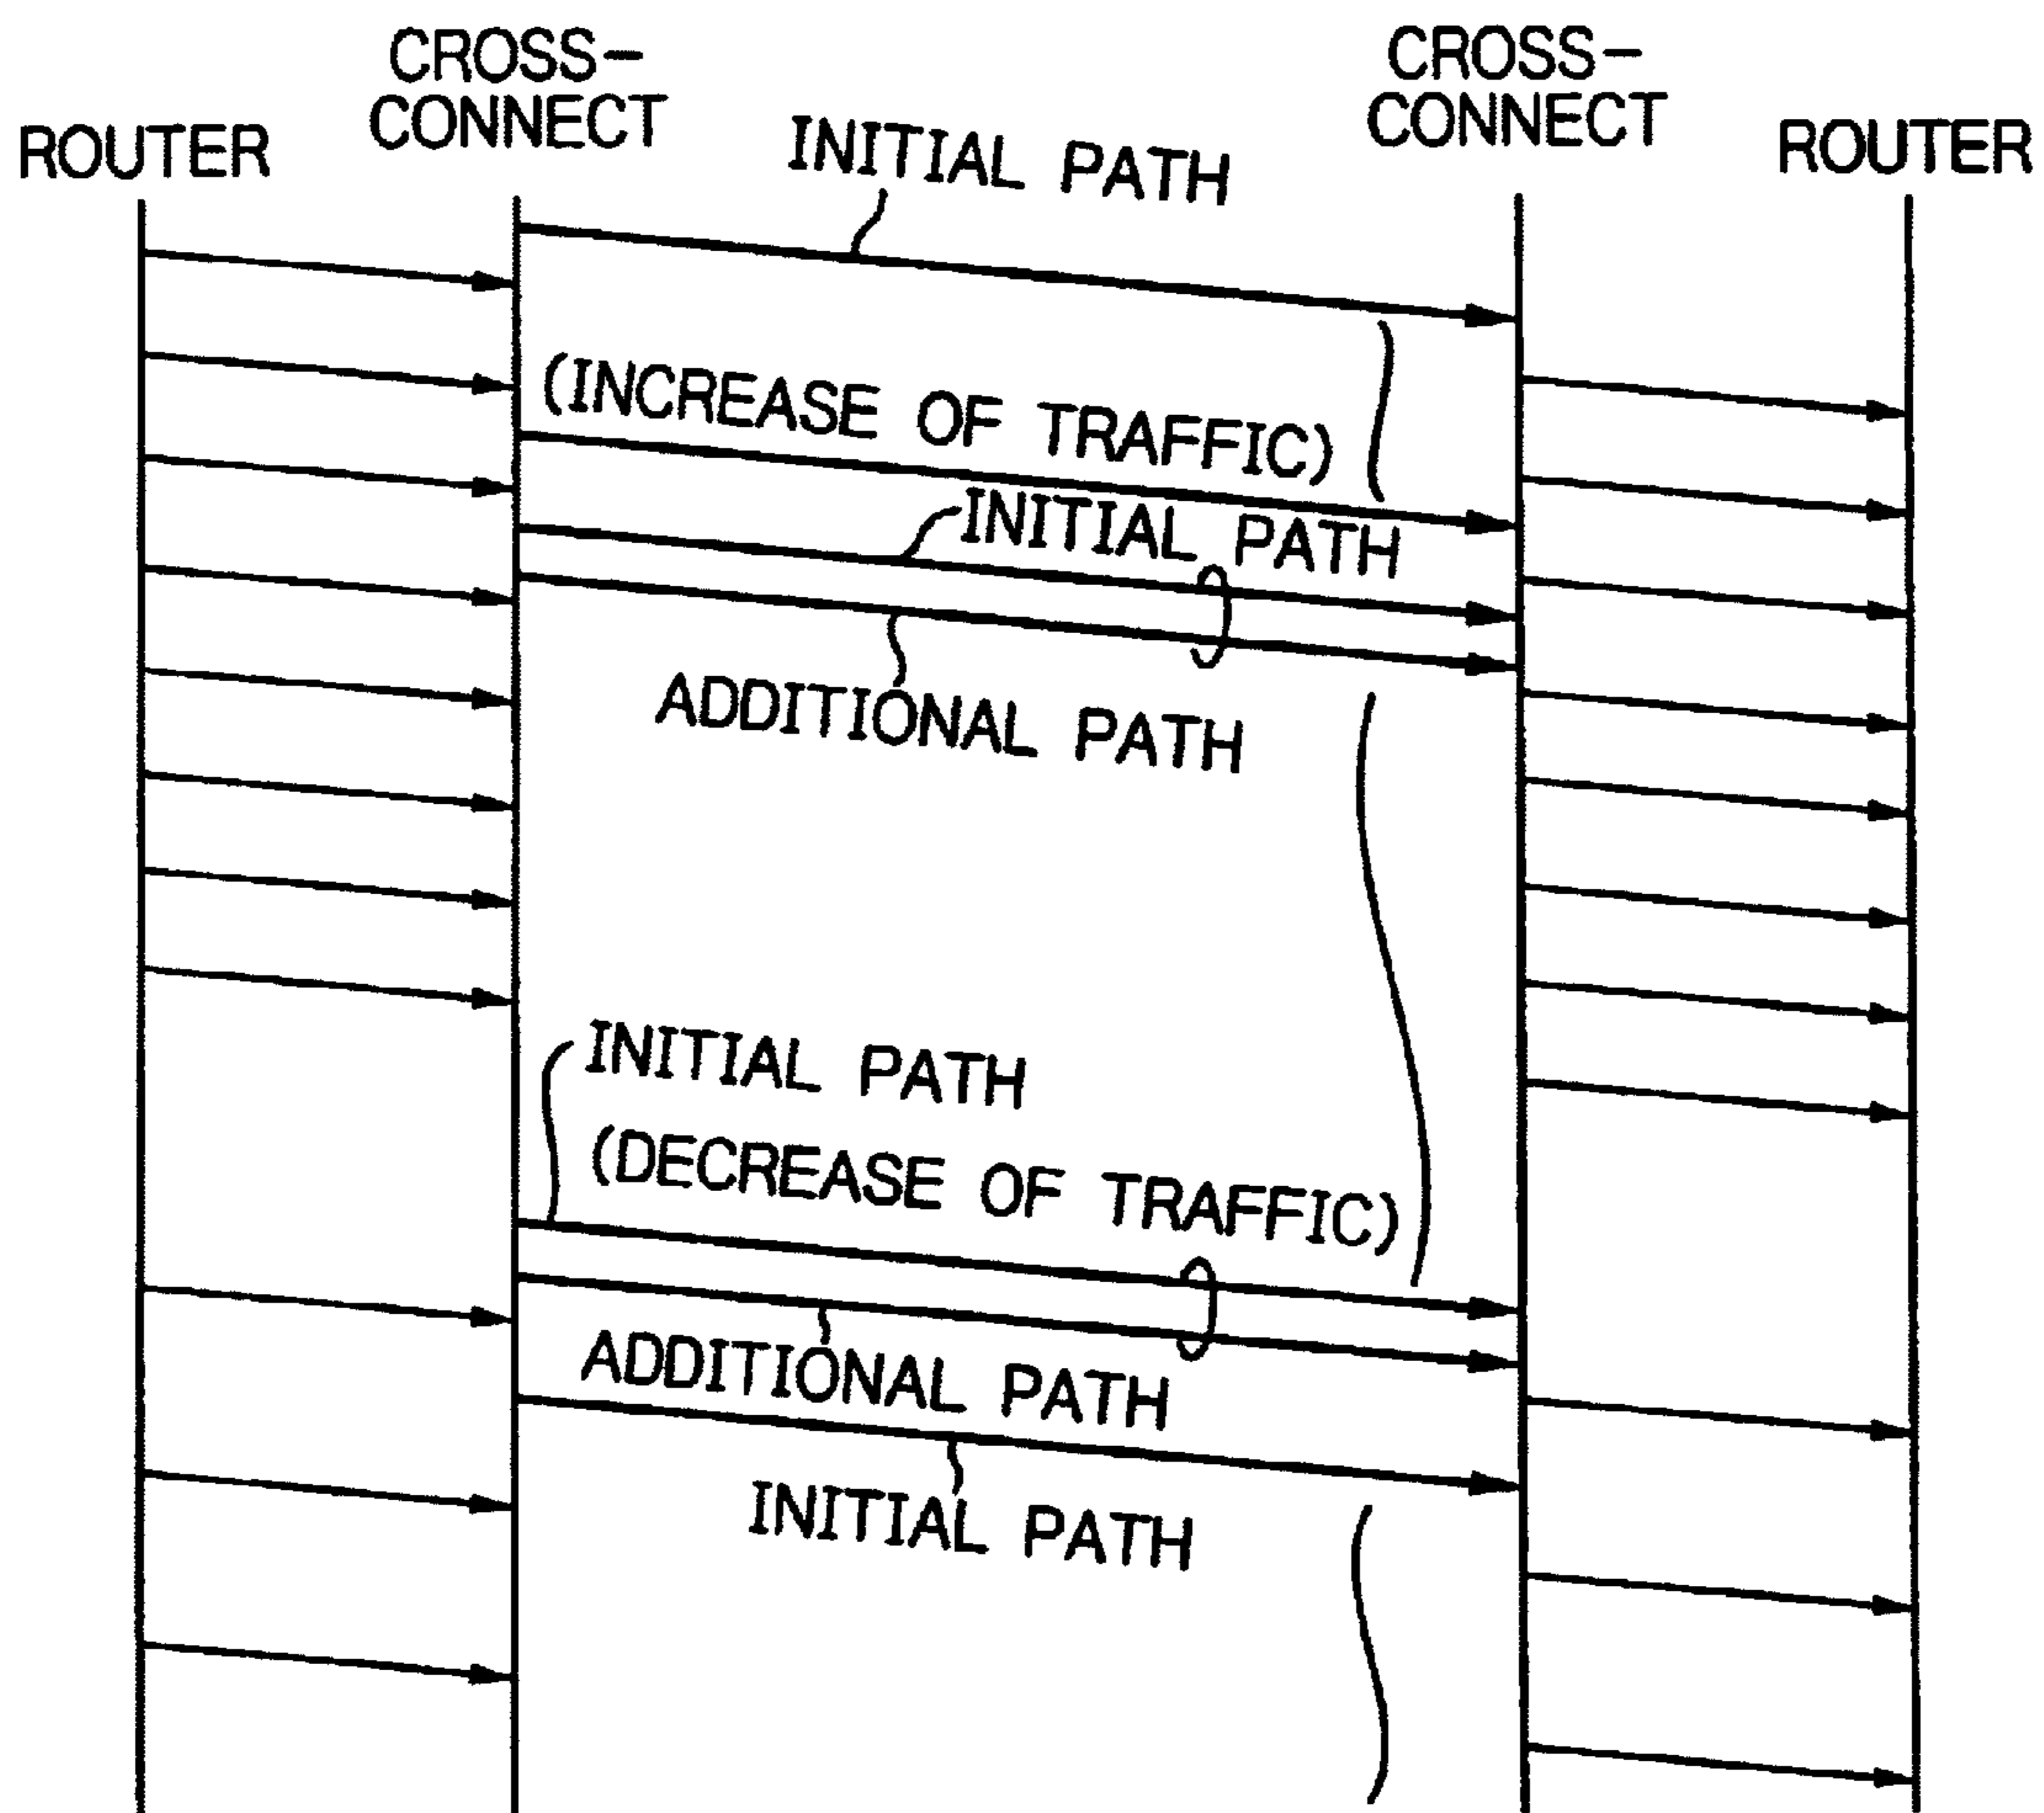 ROUTER
CROSS-
CONNECT
CROSS-
CONNECT
ROUTER
INITIAL PATH
(INCREASE OF TRAFFIC)
INITIAL PATH
ADDITIONAL PATH
INITIAL PATH
(DECREASE OF TRAFFIC)
ADDITIONAL PATH
INITIAL PATH